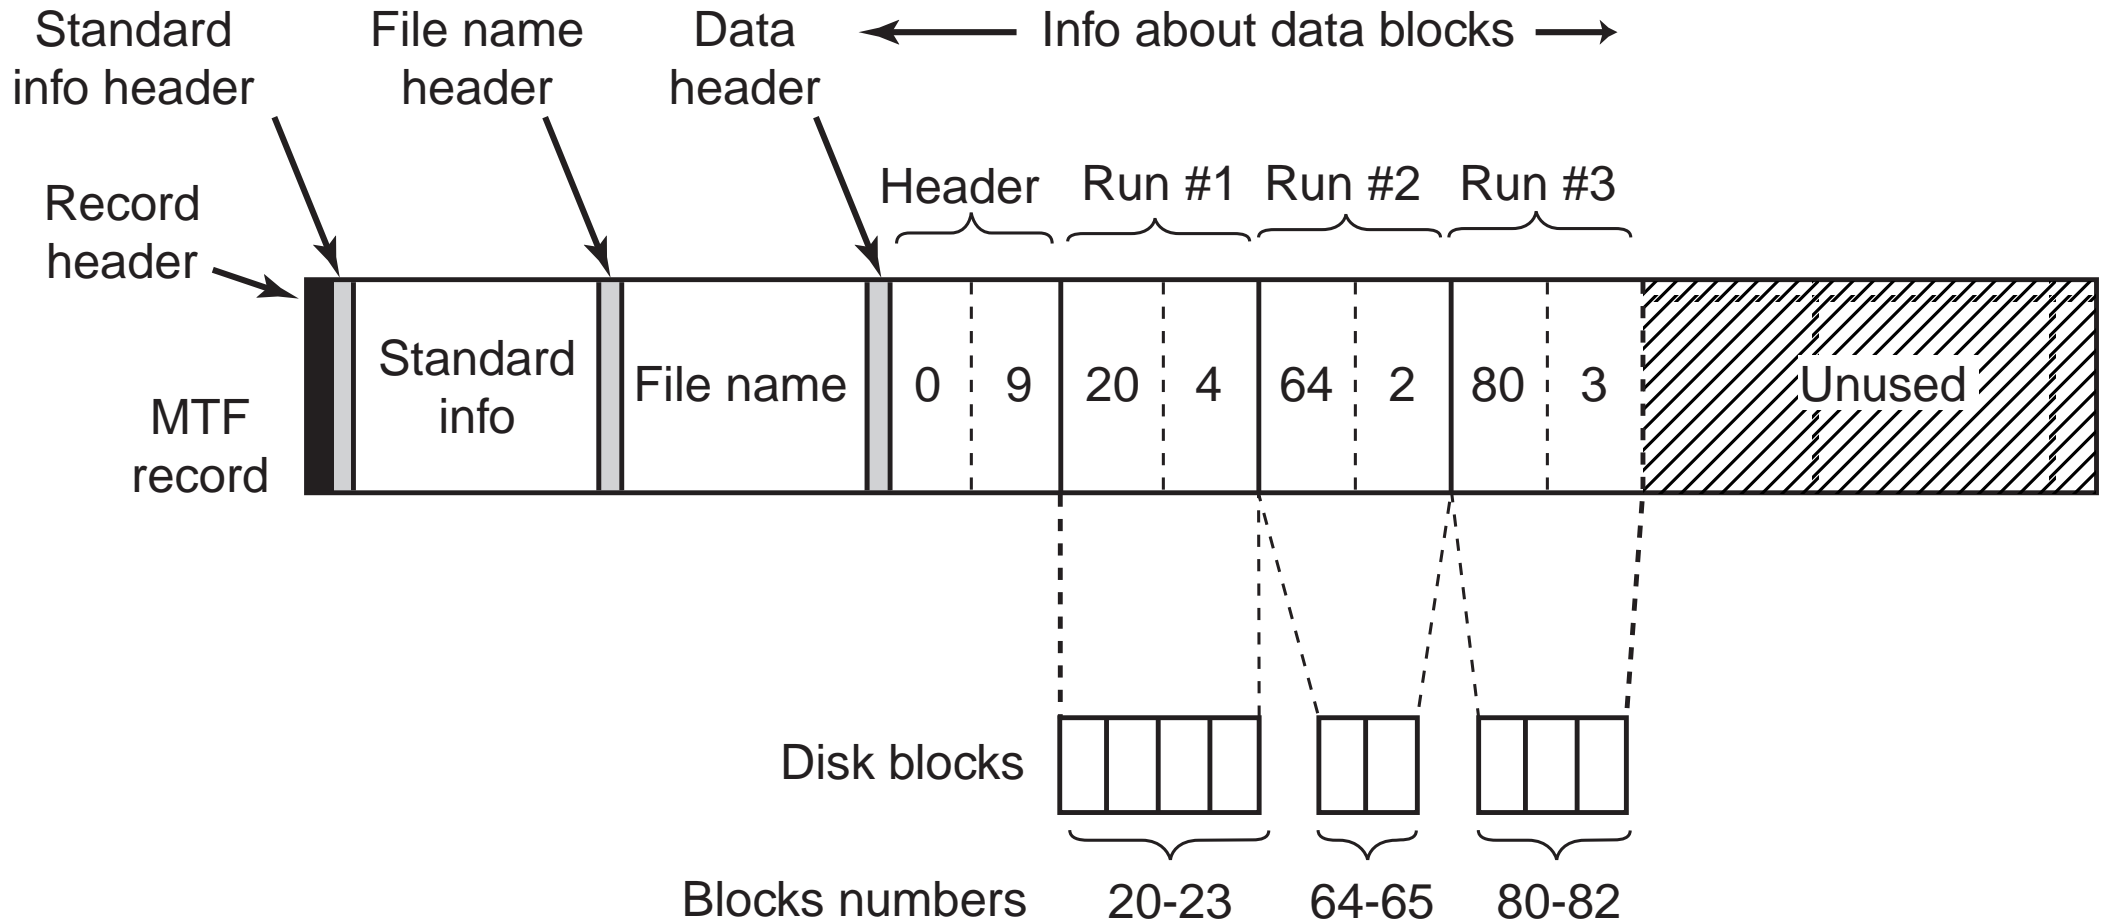 Standard
info header
File name
header
Data
header
Info about data blocks
Record
header
Header
Run #1
Run #2
Run #3
MTF
record
Standard
info
File name
0
9
20
4
64
2
80
3
Unused
Disk blocks
Blocks numbers
20-23
64-65
80-82